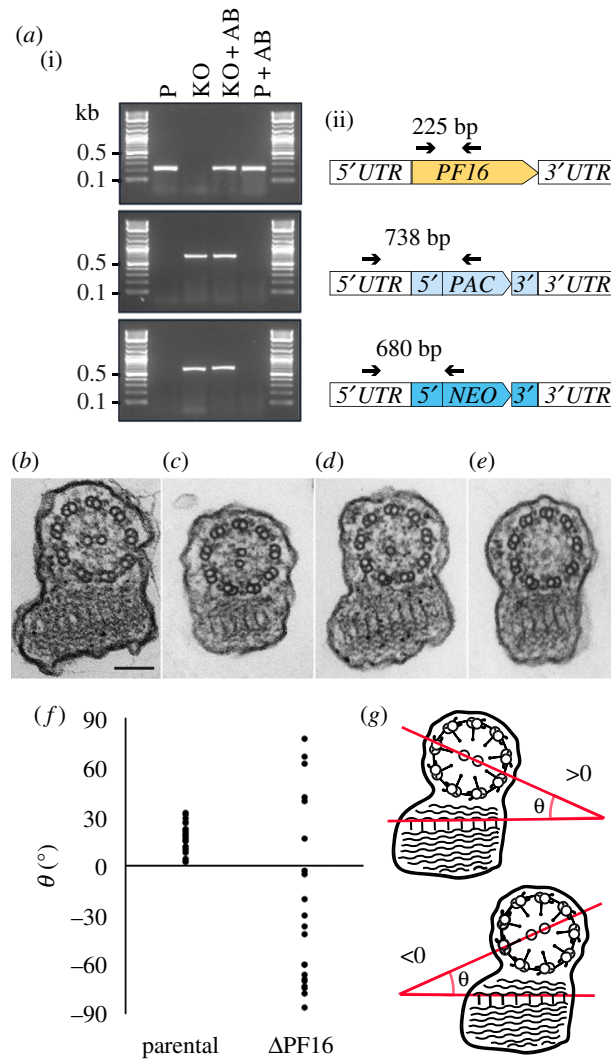 (a)
(i)
P KO KO + AB P + AB
kb
0.5
0.1
0.5
0.1
0.5
0.1
(ii)
225 bp
5′ UTR PF16 3′ UTR
738 bp
5′ UTR 5′ PAC 3′ 3′ UTR
680 bp
5′ UTR 5′ NEO 3′ 3′ UTR
(b) (c) (d) (e)
(f)
90
60
30
0
–30
–60
–90
θ (°)
parental ΔPF16
(g)
>0
θ
<0
θ